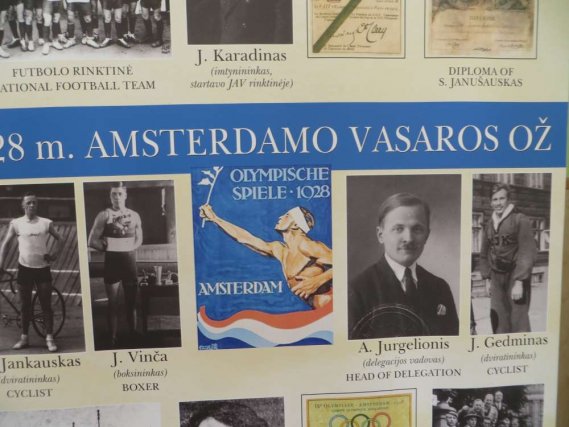 FUTBOLO RINKTINĖ
NATIONAL FOOTBALL TEAM
J. Karadinas
(imtynininkas,
startavo JAV rinktinėje)
DIPLOMA OF
S. JANUŠAUSKAS
28 m. AMSTERDAMO VASAROS OŽ
OLYMPISCHE
SPIELE · 1928
AMSTERDAM
Jankauskas
(dviratininkas)
CYCLIST
J. Vinča
(boksininkas)
BOXER
A. Jurgelionis
(delegacijos vadovas)
HEAD OF DELEGATION
J. Gedminas
(dviratininkas)
CYCLIST